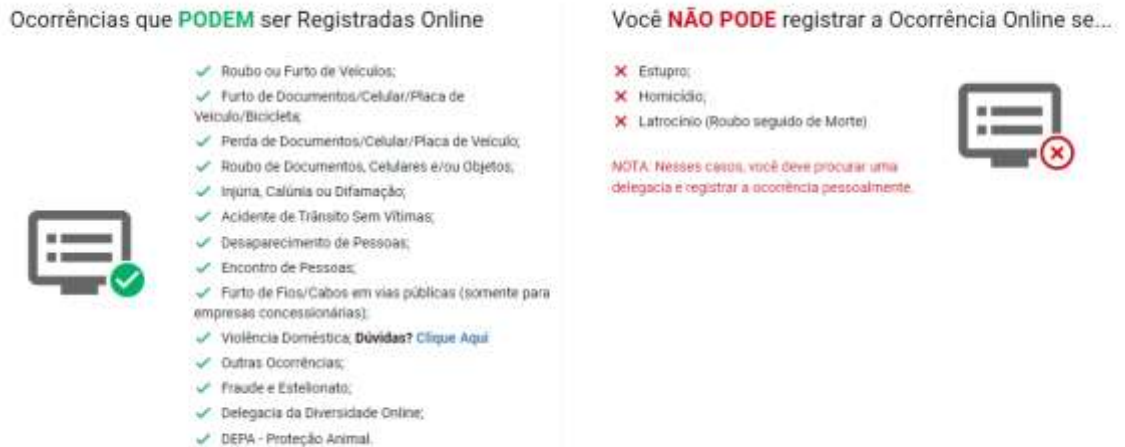 Ocorrências que PODEM ser Registradas Online
Roubo ou Furto de Veículos;
Furto de Documentos/Celular/Placa de
Veículo/Bicicleta;
Perda de Documentos/Celular/Placa de Veículo;
Roubo de Documentos, Celulares e/ou Objetos;
Injúria, Calúnia ou Difamação;
Acidente de Trânsito Sem Vítimas;
Desaparecimento de Pessoas;
Encontro de Pessoas;
Furto de Fios/Cabos em vias públicas (somente para
empresas concessionárias);
Violência Doméstica; Dúvidas? Clique Aqui
Outras Ocorrências;
Fraude e Estelionato;
Delegacia da Diversidade Online;
DEPA - Proteção Animal.
Você NÃO PODE registrar a Ocorrência Online se...
Estupro;
Homicídio;
Latrocínio (Roubo seguido de Morte)
NOTA: Nesses casos, você deve procurar uma
delegacia e registrar a ocorrência pessoalmente.